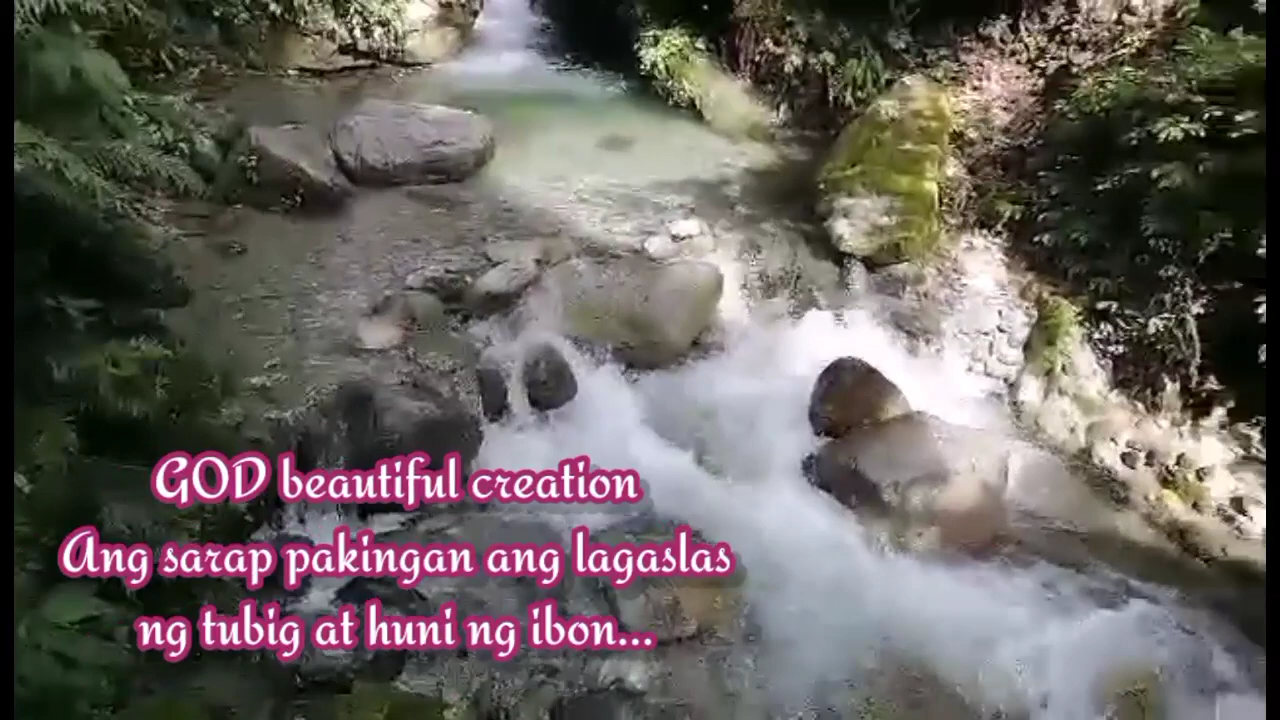 GOD beautiful creation
Ang sarap pakingan ang lagaslas
ng tubig at huni ng ibon...